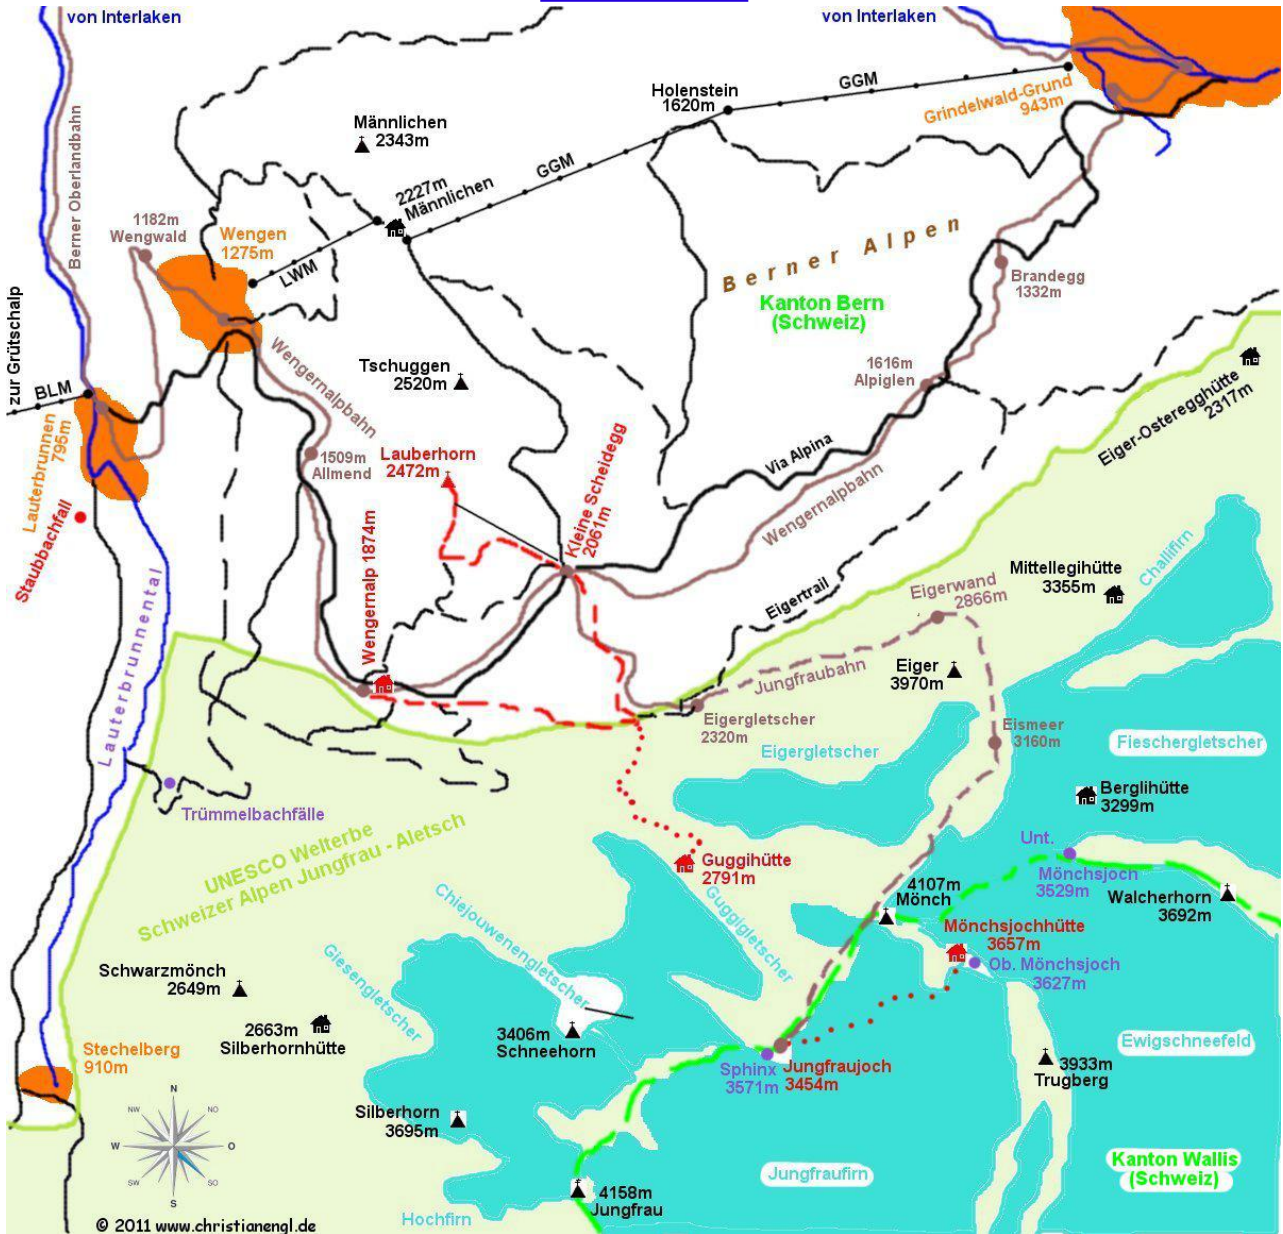 von Interlaken
von Interlaken
Holenstein
1620m
GGM
Grindelwald-Grund
943m
Männlichen
2343m
GGM
2227m
Männlichen
Berner Oberlandbahn
1182m
Wengwald
Wengen
1275m
LWM
Berner Alpen
Kanton Bern
(Schweiz)
Brandegg
1332m
zur Grütschalp
BLM
Wengernalpbahn
Tschuggen
2520m
1616m
Alpiglen
Eiger-Osteregghütte
2317m
Lauterbrunnen
795m
1509m
Allmend
Lauberhorn
2472m
Kleine Scheidegg
2061m
Via Alpina
Wengernalpbahn
Staubbachfall
Wengernalp 1874m
Challifirn
Mittellegihütte
3355m
Eigertrail
Eigerwand
2866m
Lauterbrunnental
Jungfraubahn
Eiger
3970m
Eigergletscher
2320m
Eismeer
3160m
Eigergletscher
Fieschergletscher
Trümmelbachfälle
Berglihütte
3299m
UNESCO Welterbe
Schweizer Alpen Jungfrau - Aletsch
Guggihütte
2791m
Unt.
Mönchsjoch
3529m
4107m
Mönch
Walcherhorn
3692m
Chiejouwenengletscher
Guggigletscher
Mönchsjochhütte
3657m
Ob. Mönchsjoch
3627m
Giesengletscher
Schwarzmönch
2649m
2663m
Silberhornhütte
3406m
Schneehorn
Stechelberg
910m
Sphinx
3571m
Jungfraujoch
3454m
Ewigschneefeld
3933m
Trugberg
N
NW
NO
W
O
SW
SO
S
Silberhorn
3695m
Jungfraufirn
Kanton Wallis
(Schweiz)
4158m
Jungfrau
Hochfirn
© 2011 www.christianengl.de